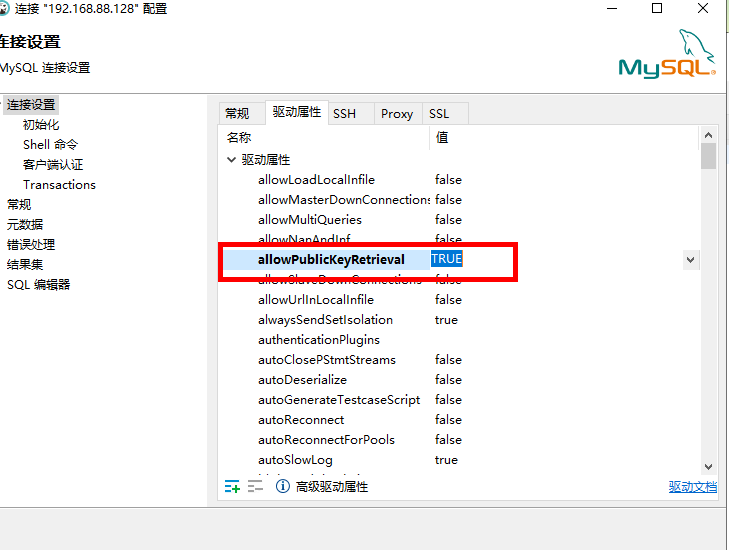 连接 "192.168.88.128" 配置
连接设置
MySQL 连接设置
MySQL
连接设置
初始化
Shell 命令
客户端认证
Transactions
常规
元数据
错误处理
结果集
SQL 编辑器
常规 驱动属性 SSH Proxy SSL
名称 值
驱动属性
allowLoadLocalInfile false
allowMasterDownConnections false
allowMultiQueries false
allowNanAndInf false
allowPublicKeyRetrieval TRUE
allowSlaveDownConnections false
allowUrlInLocalInfile false
alwaysSendSetIsolation true
authenticationPlugins
autoClosePStmtStreams false
autoDeserialize false
autoGenerateTestcaseScript false
autoReconnect false
autoReconnectForPools false
autoSlowLog true
高级驱动属性 驱动文档